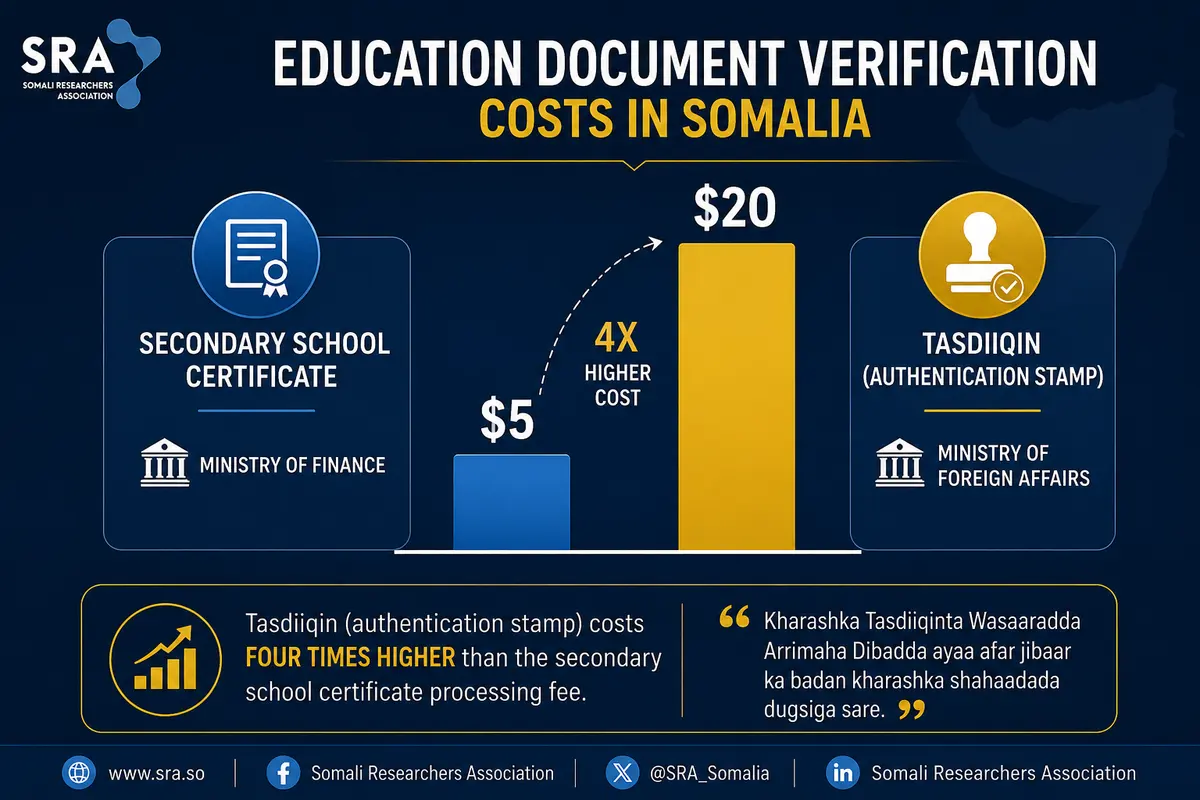 SRA
SOMALI RESEARCHERS
ASSOCIATION
EDUCATION DOCUMENT VERIFICATION
COSTS IN SOMALIA
SECONDARY SCHOOL
CERTIFICATE
MINISTRY OF FINANCE
$5
4X
HIGHER
COST
$20
TASDIIQIN
(AUTHENTICATION STAMP)
MINISTRY OF
FOREIGN AFFAIRS
Tasdiiqin (authentication stamp) costs
FOUR TIMES HIGHER than the secondary
school certificate processing fee.
“ Kharashka Tasdiiqinta Wasaaradda
Arrimaha Dibadda ayaa afar jibaar
ka badan kharashka shahaadada
dugsiga sare. ”
www.sra.so
Somali Researchers Association
@SRA_Somalia
Somali Researchers Association